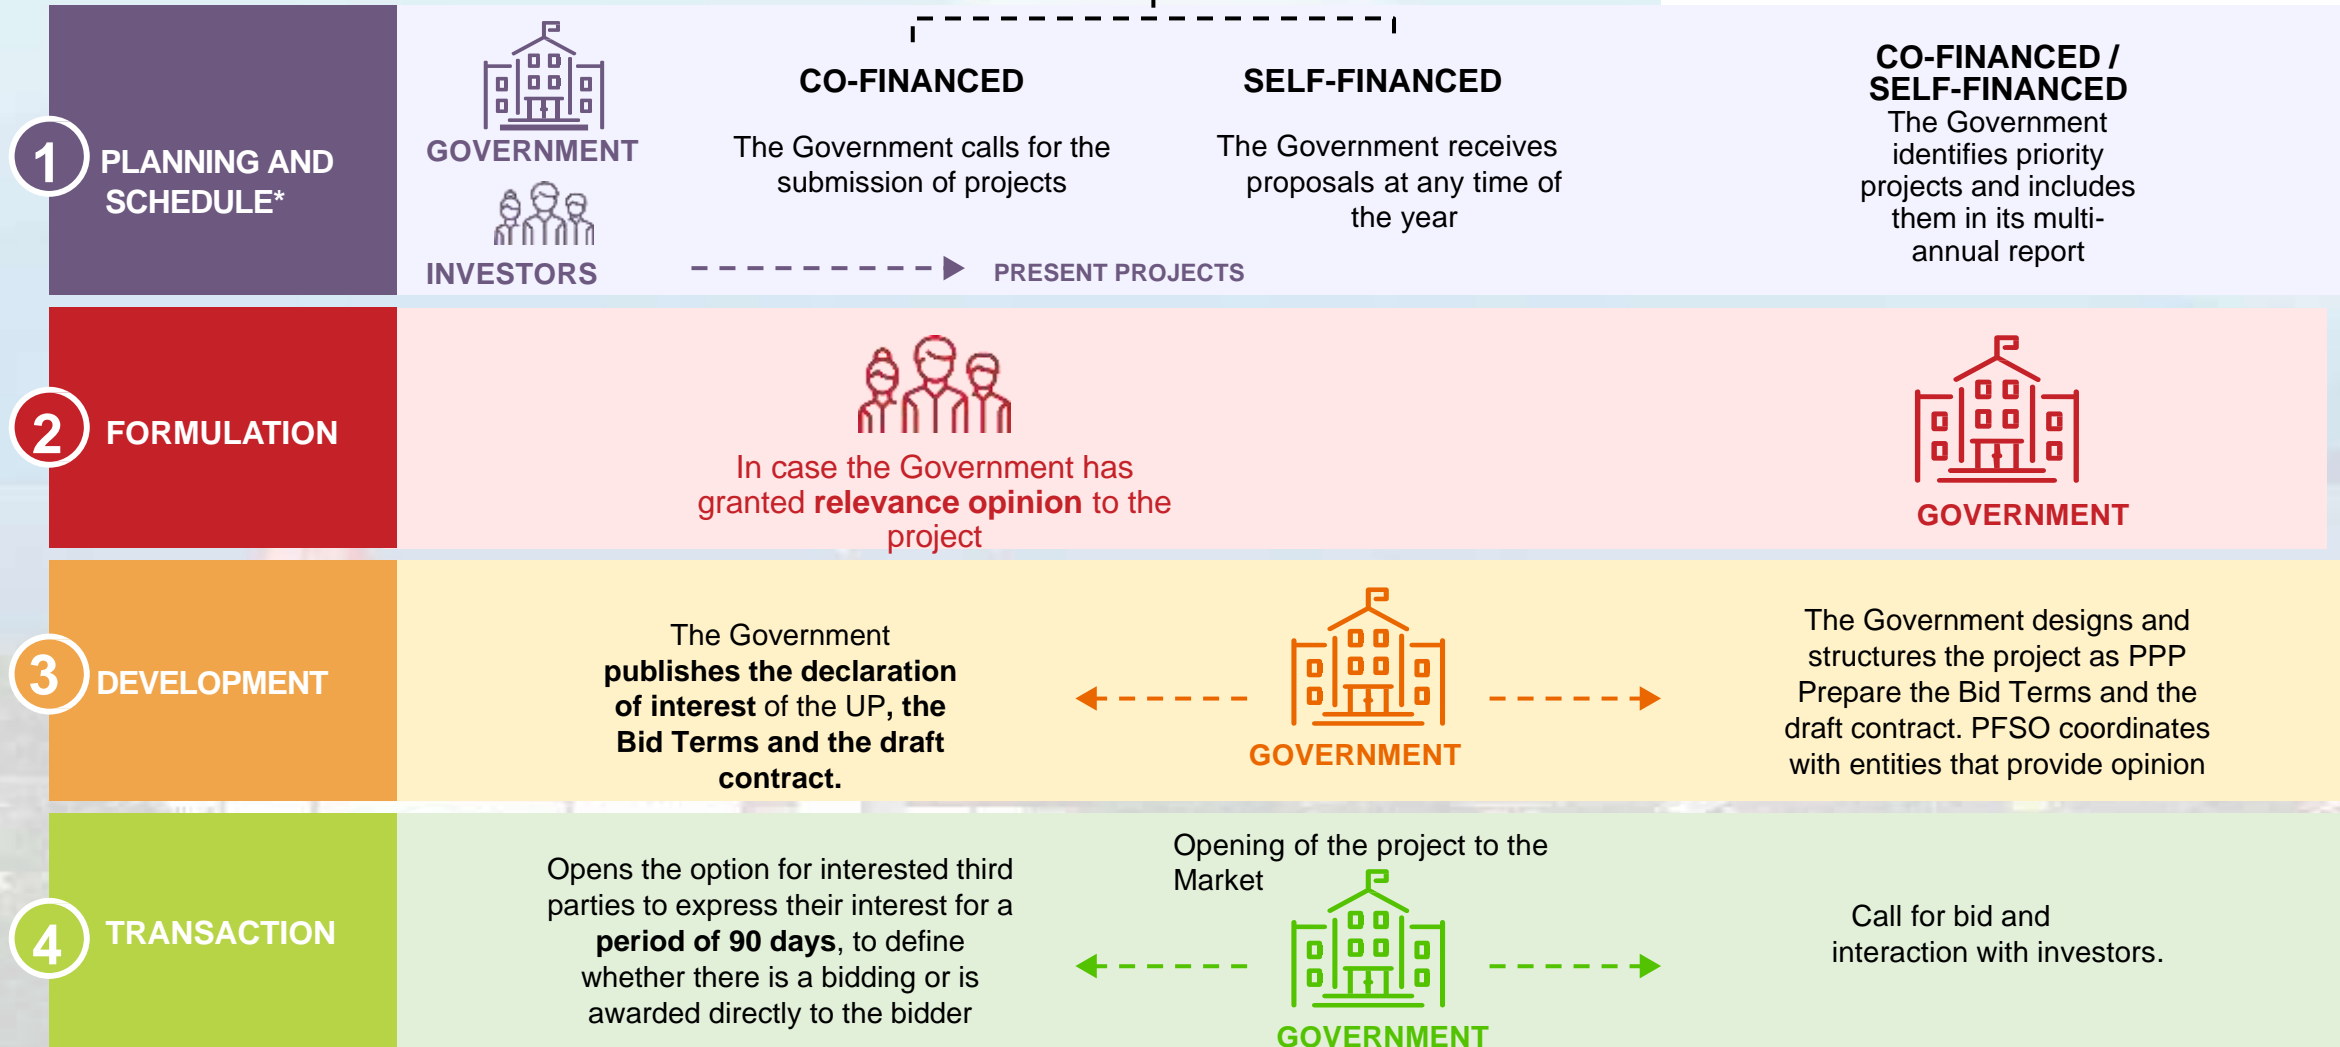 1
PLANNING AND
SCHEDULE*
GOVERNMENT
INVESTORS
PRESENT PROJECTS
CO-FINANCED
The Government calls for the
submission of projects
SELF-FINANCED
The Government receives
proposals at any time of
the year
CO-FINANCED /
SELF-FINANCED
The Government
identifies priority
projects and includes
them in its multi-
annual report
2
FORMULATION
In case the Government has
granted relevance opinion to the
project
GOVERNMENT
3
DEVELOPMENT
The Government
publishes the declaration
of interest of the UP, the
Bid Terms and the draft
contract.
GOVERNMENT
The Government designs and
structures the project as PPP
Prepare the Bid Terms and the
draft contract. PFSO coordinates
with entities that provide opinion
4
TRANSACTION
Opens the option for interested third
parties to express their interest for a
period of 90 days, to define
whether there is a bidding or is
awarded directly to the bidder
Opening of the project to the
Market
GOVERNMENT
Call for bid and
interaction with investors.